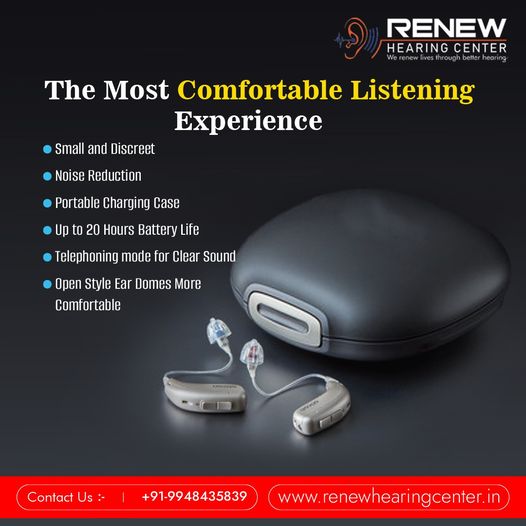 RENEW
HEARING CENTER
We renew lives through better hearing
The Most Comfortable Listening
Experience
Small and Discreet
Noise Reduction
Portable Charging Case
Up to 20 Hours Battery Life
Telephoning mode for Clear Sound
Open Style Ear Domes More
Comfortable
Contact Us :- | +91-9948435839
www.renewhearingcenter.in